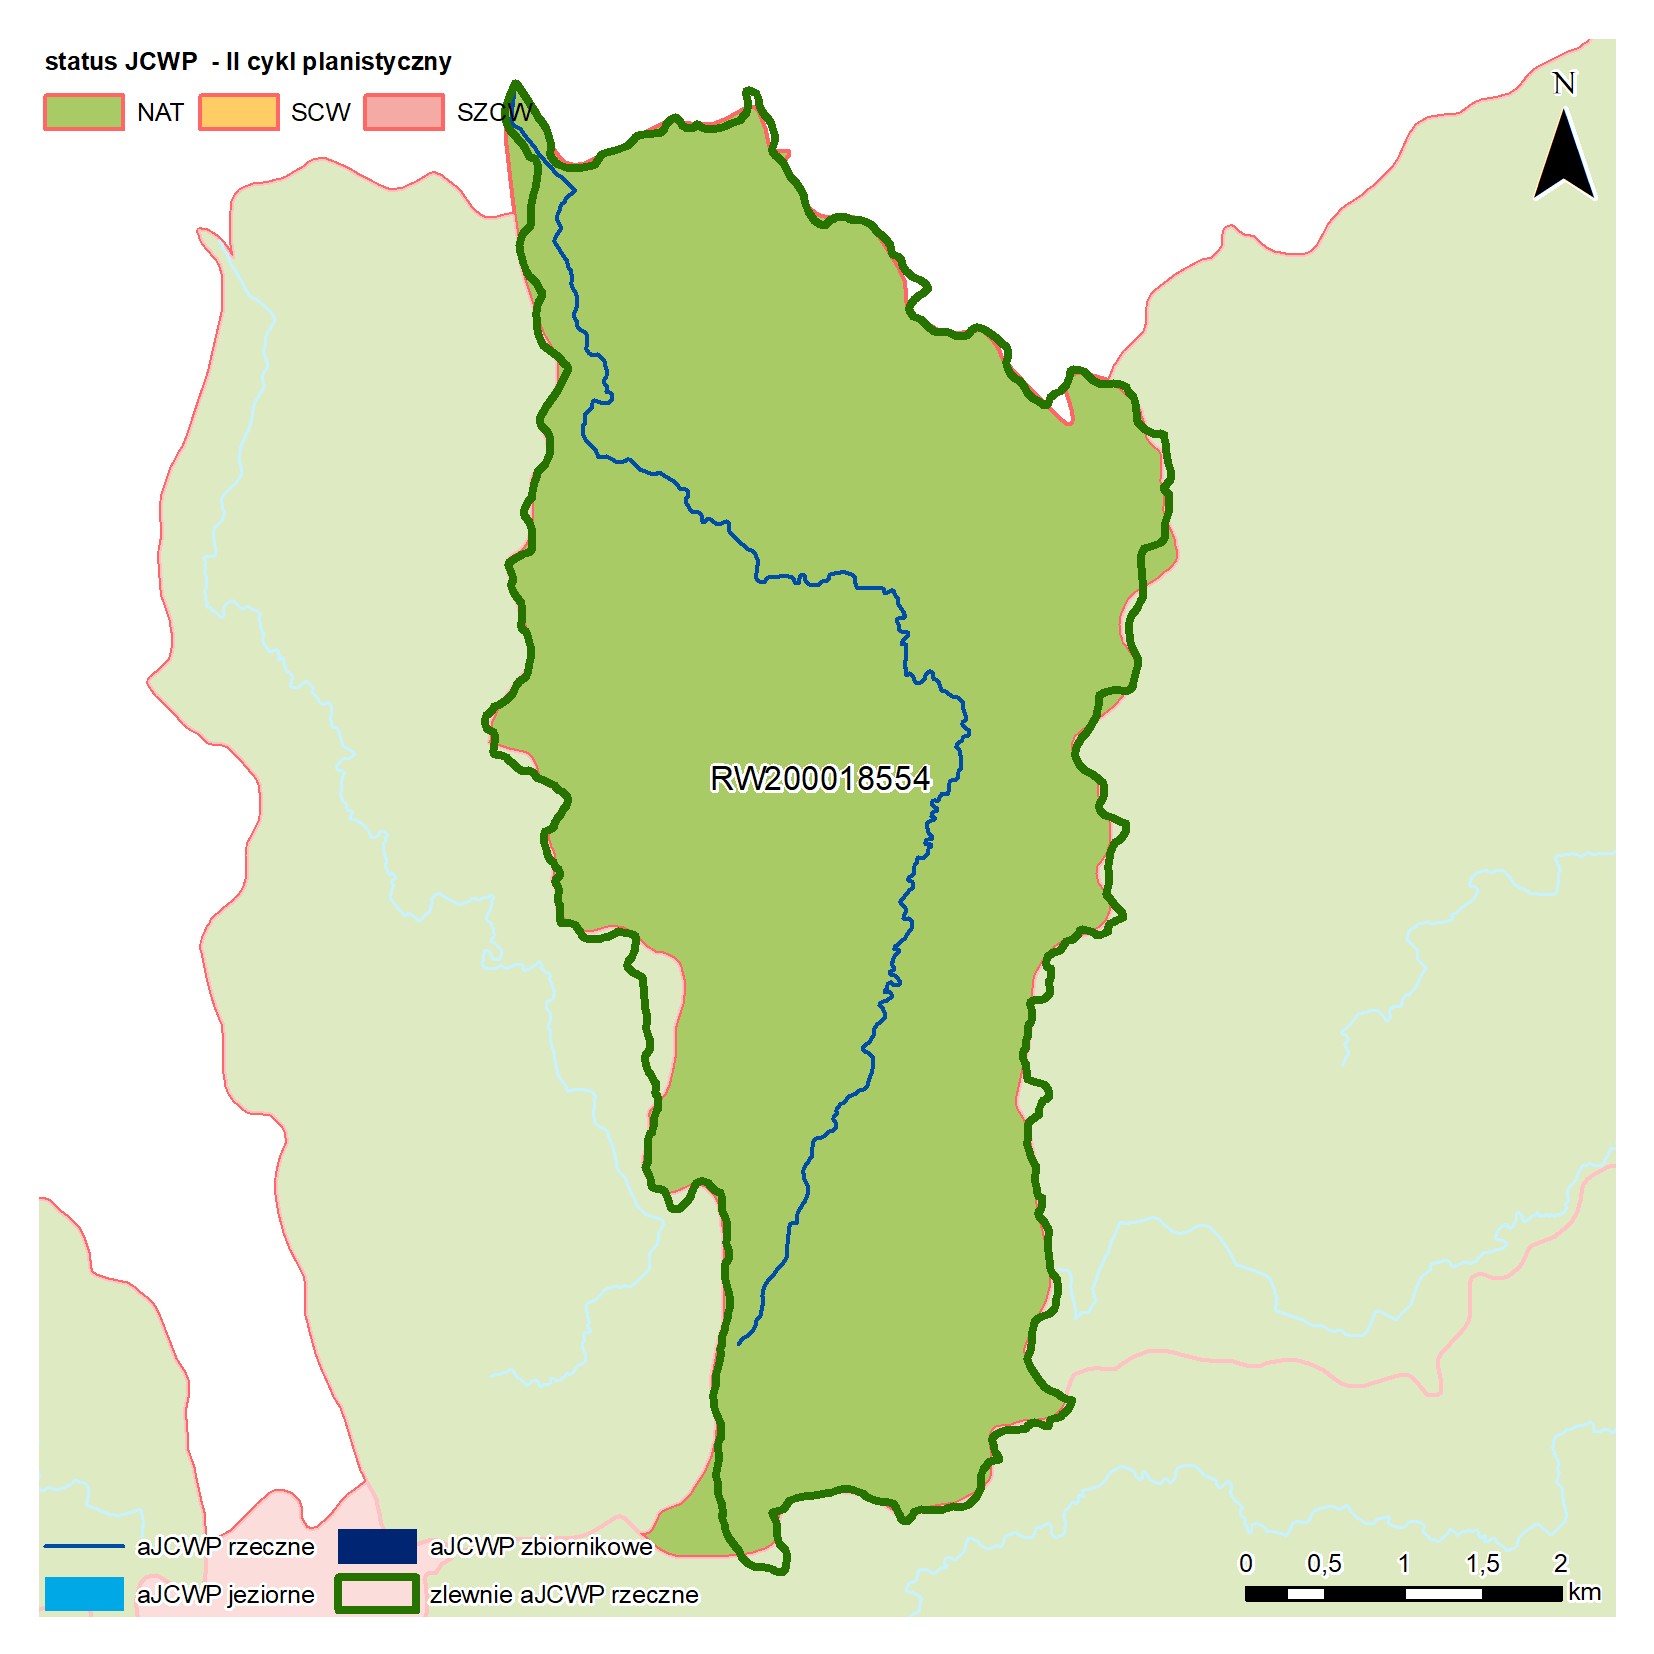 status JCWP  - II cykl planistyczny
NAT SCW SZCW
N
RW200018554
aJCWP rzeczne aJCWP zbiornikowe
aJCWP jeziorne zlewnie aJCWP rzeczne
0 0,5 1 1,5 2
km